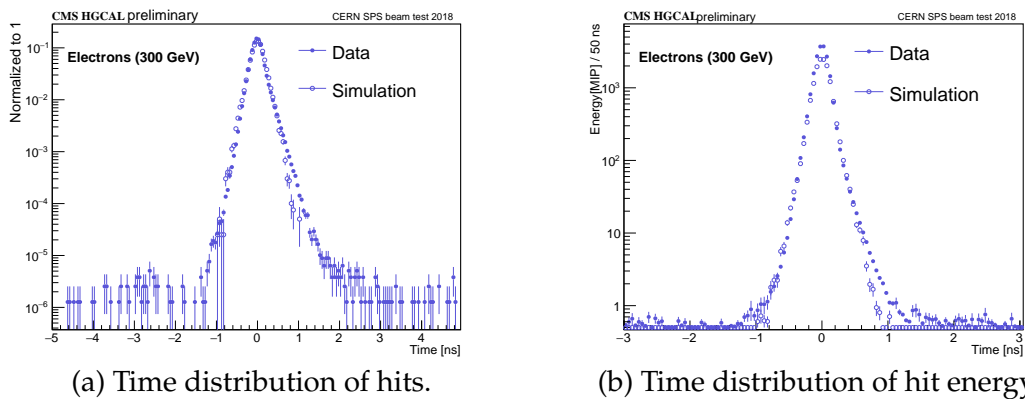 CMS HGCAL preliminary
CERN SPS beam test 2018
Normalized to 1
Electrons (300 GeV)
Data
Simulation
10⁻¹
10⁻²
10⁻³
10⁻⁴
10⁻⁵
10⁻⁶
−5 −4 −3 −2 −1 0 1 2 3 4
Time [ns]
(a) Time distribution of hits.
CMS HGCAL preliminary
CERN SPS beam test 2018
Energy[MIP] / 50 ns
Electrons (300 GeV)
Data
Simulation
10³
10²
10
1
−3 −2 −1 0 1 2 3
Time [ns]
(b) Time distribution of hit energy